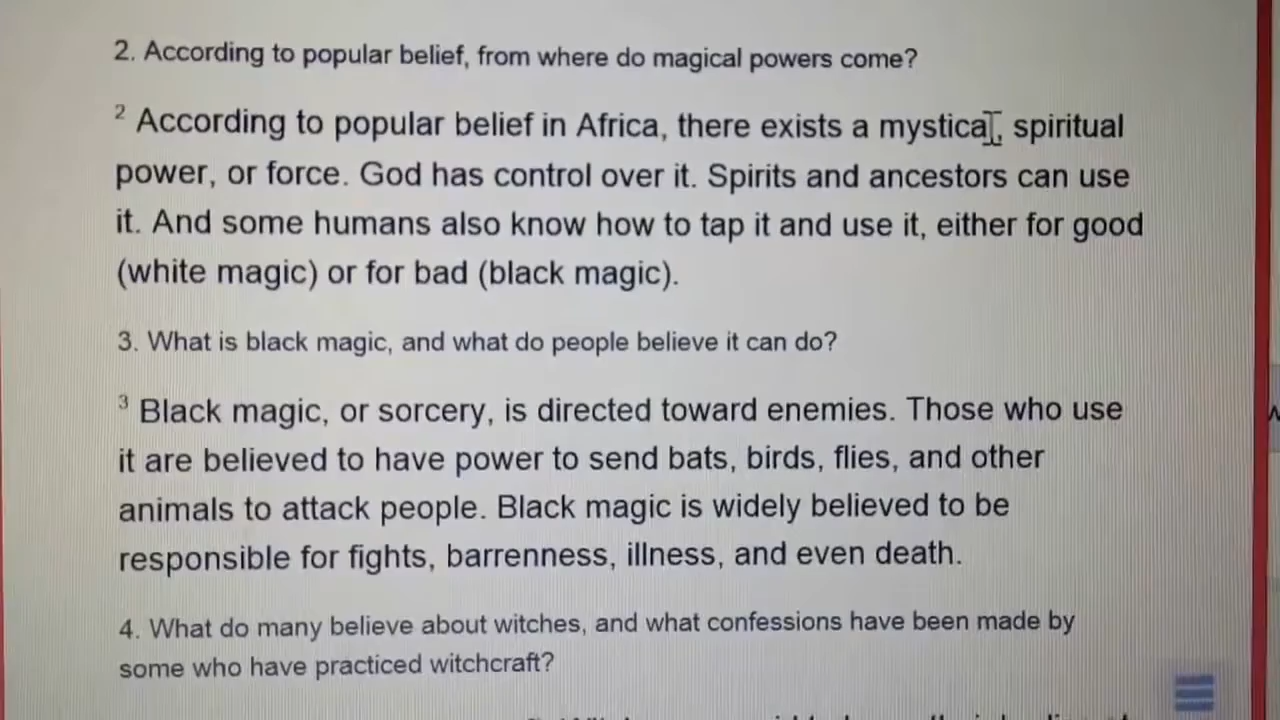 2. According to popular belief, from where do magical powers come?
2 According to popular belief in Africa, there exists a mystical, spiritual
power, or force. God has control over it. Spirits and ancestors can use
it. And some humans also know how to tap it and use it, either for good
(white magic) or for bad (black magic).
3. What is black magic, and what do people believe it can do?
3 Black magic, or sorcery, is directed toward enemies. Those who use
it are believed to have power to send bats, birds, flies, and other
animals to attack people. Black magic is widely believed to be
responsible for fights, barrenness, illness, and even death.
4. What do many believe about witches, and what confessions have been made by
some who have practiced witchcraft?